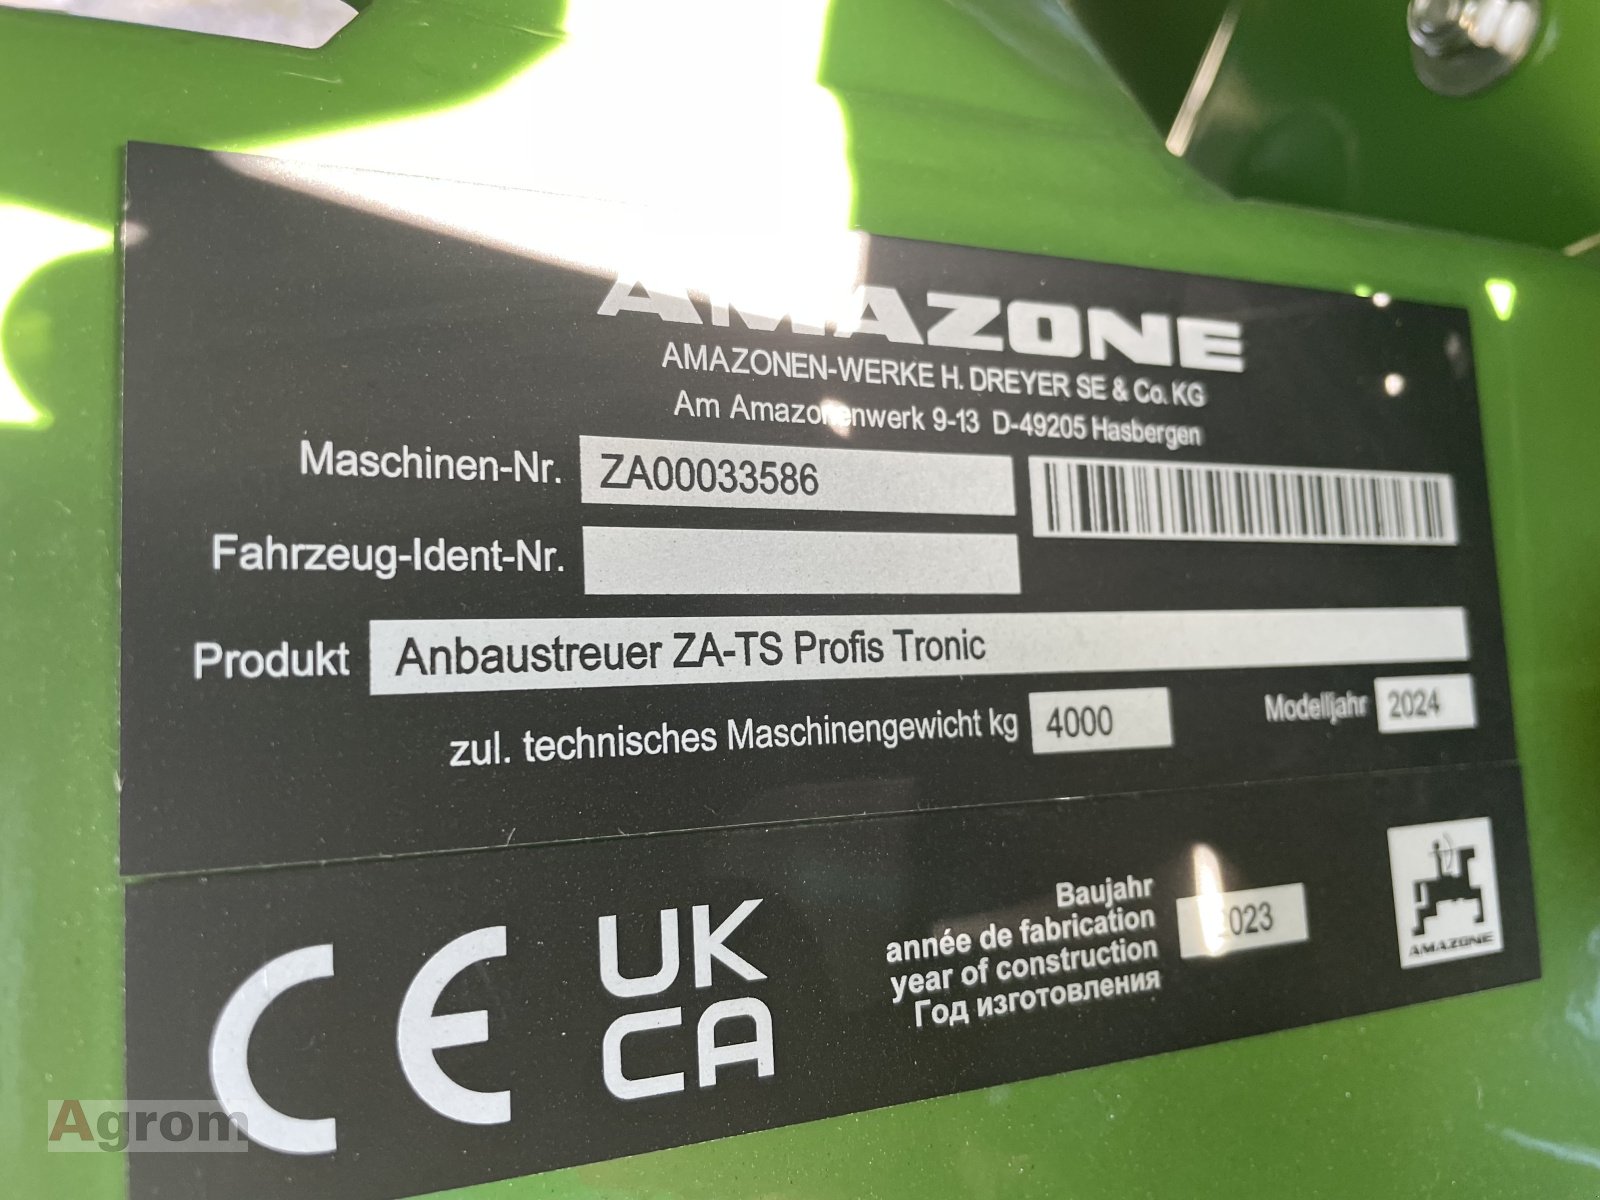 AMAZONE
AMAZONEN-WERKE H. DREYER SE & Co. KG
Am Amazonenwerk 9-13 D-49205 Hasbergen
Maschinen-Nr. ZA00033586
Fahrzeug-Ident-Nr.
Produkt Anbaustreuer ZA-TS Profis Tronic
zul. technisches Maschinengewicht kg 4000 Modelljahr 2024
CE
UK
CA
Baujahr
année de fabrication
year of construction
Год изготовления
2023
AMAZONE
Agrom